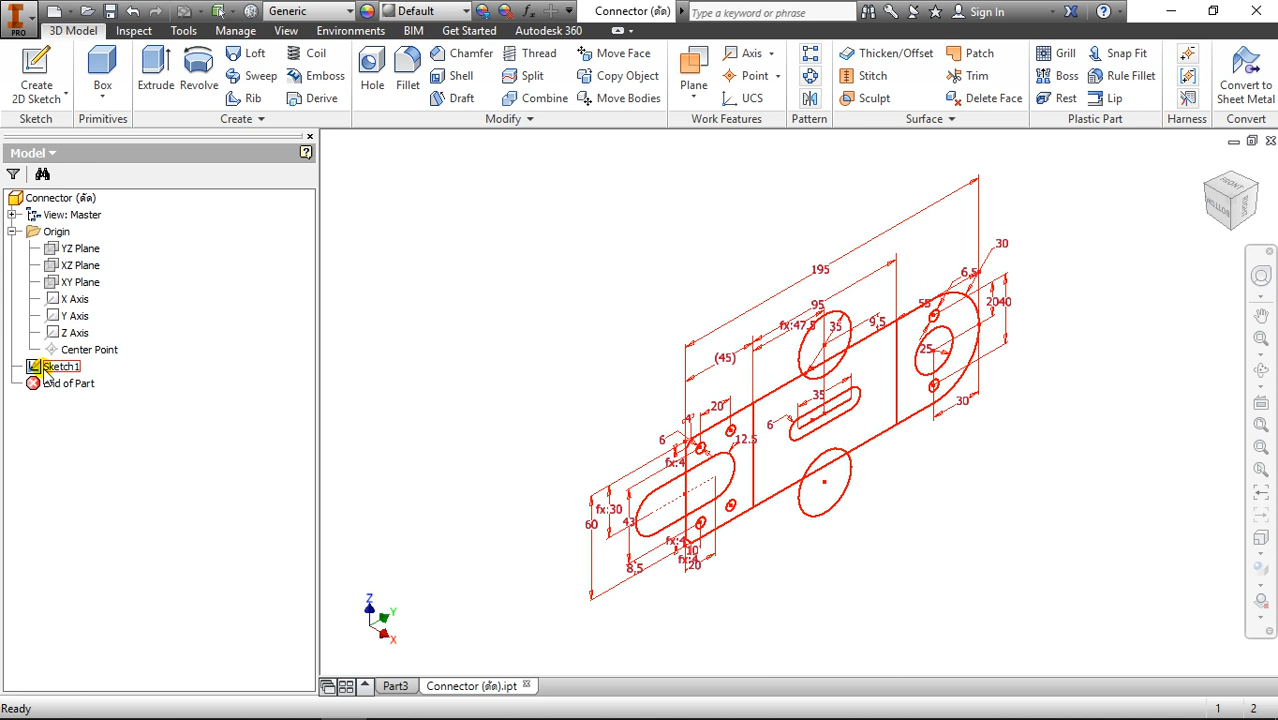 PRO
Generic
Default
fx
Connector (ตัด)
Type a keyword or phrase
Sign In
3D Model
Inspect
Tools
Manage
View
Environments
BIM
Get Started
Autodesk 360
Create
2D Sketch
Box
Extrude
Revolve
Loft
Sweep
Rib
Coil
Emboss
Derive
Hole
Fillet
Chamfer
Shell
Draft
Thread
Split
Combine
Move Face
Copy Object
Move Bodies
Plane
Axis
Point
UCS
Thicken/Offset
Stitch
Sculpt
Patch
Trim
Delete Face
Grill
Boss
Rest
Snap Fit
Rule Fillet
Lip
Convert to
Sheet Metal
Sketch
Primitives
Create
Modify
Work Features
Pattern
Surface
Plastic Part
Harness
Convert
Model
Connector (ตัด)
View: Master
Origin
YZ Plane
XZ Plane
XY Plane
X Axis
Y Axis
Z Axis
Center Point
Sketch1
End of Part
FRONT
RIGHT
BOTTOM
30
195
6.5
95
55
2040
fx:47.5
35
9.5
(45)
25
35
30
20
4
6
6
12.5
fx:4
fx:30
60
43
fx:4
10
fx:4
8.5
20
Z
Y
X
Part3
Connector (ตัด).ipt
Ready
1
2